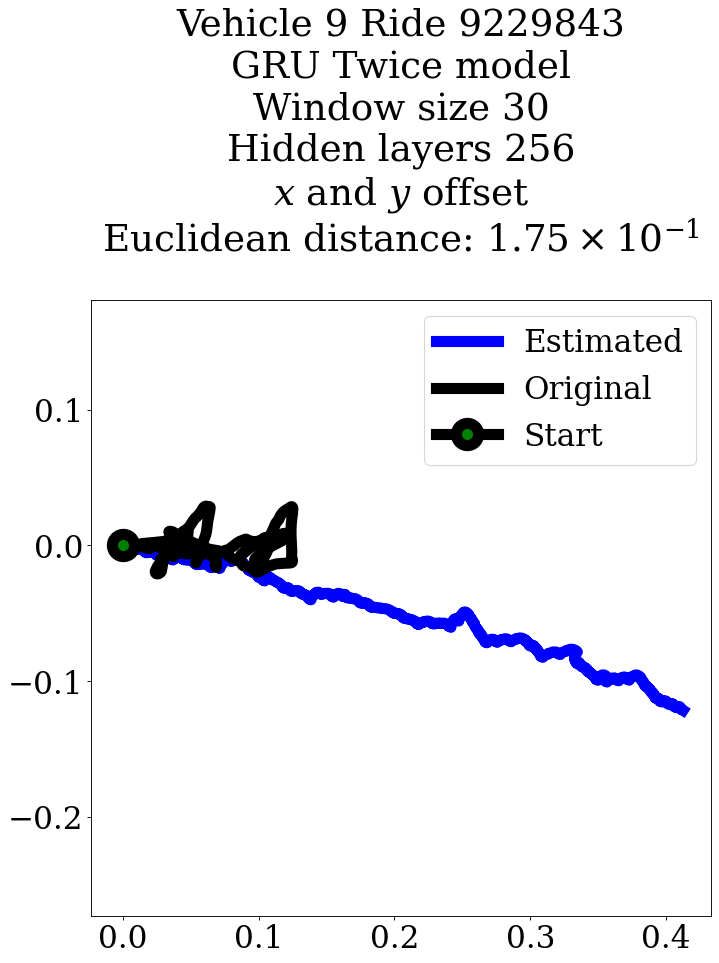 Vehicle 9 Ride 9229843
GRU Twice model
Window size 30
Hidden layers 256
x and y offset
Euclidean distance: 1.75 × 10⁻¹
Estimated
Original
Start
0.1
0.0
−0.1
−0.2
0.0 0.1 0.2 0.3 0.4